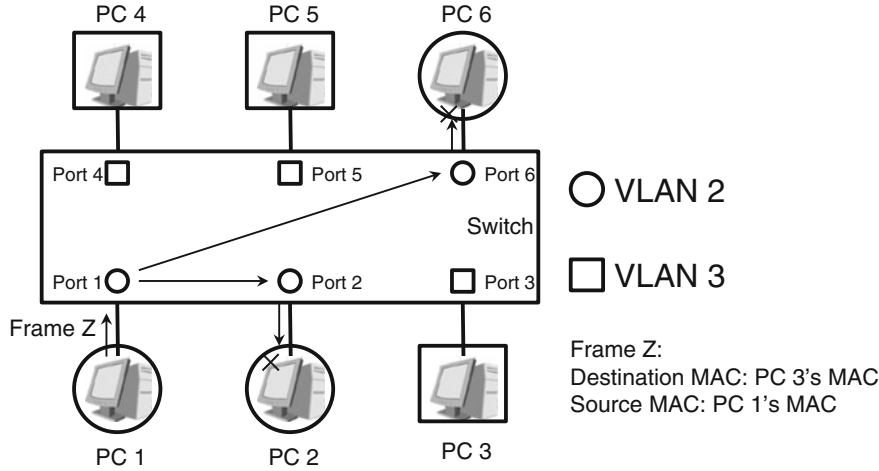 PC 4
PC 5
PC 6
Port 4
Port 5
Port 6
VLAN 2
Switch
Port 1
Port 2
Port 3
VLAN 3
Frame Z
Frame Z:
Destination MAC: PC 3's MAC
Source MAC: PC 1's MAC
PC 1
PC 2
PC 3